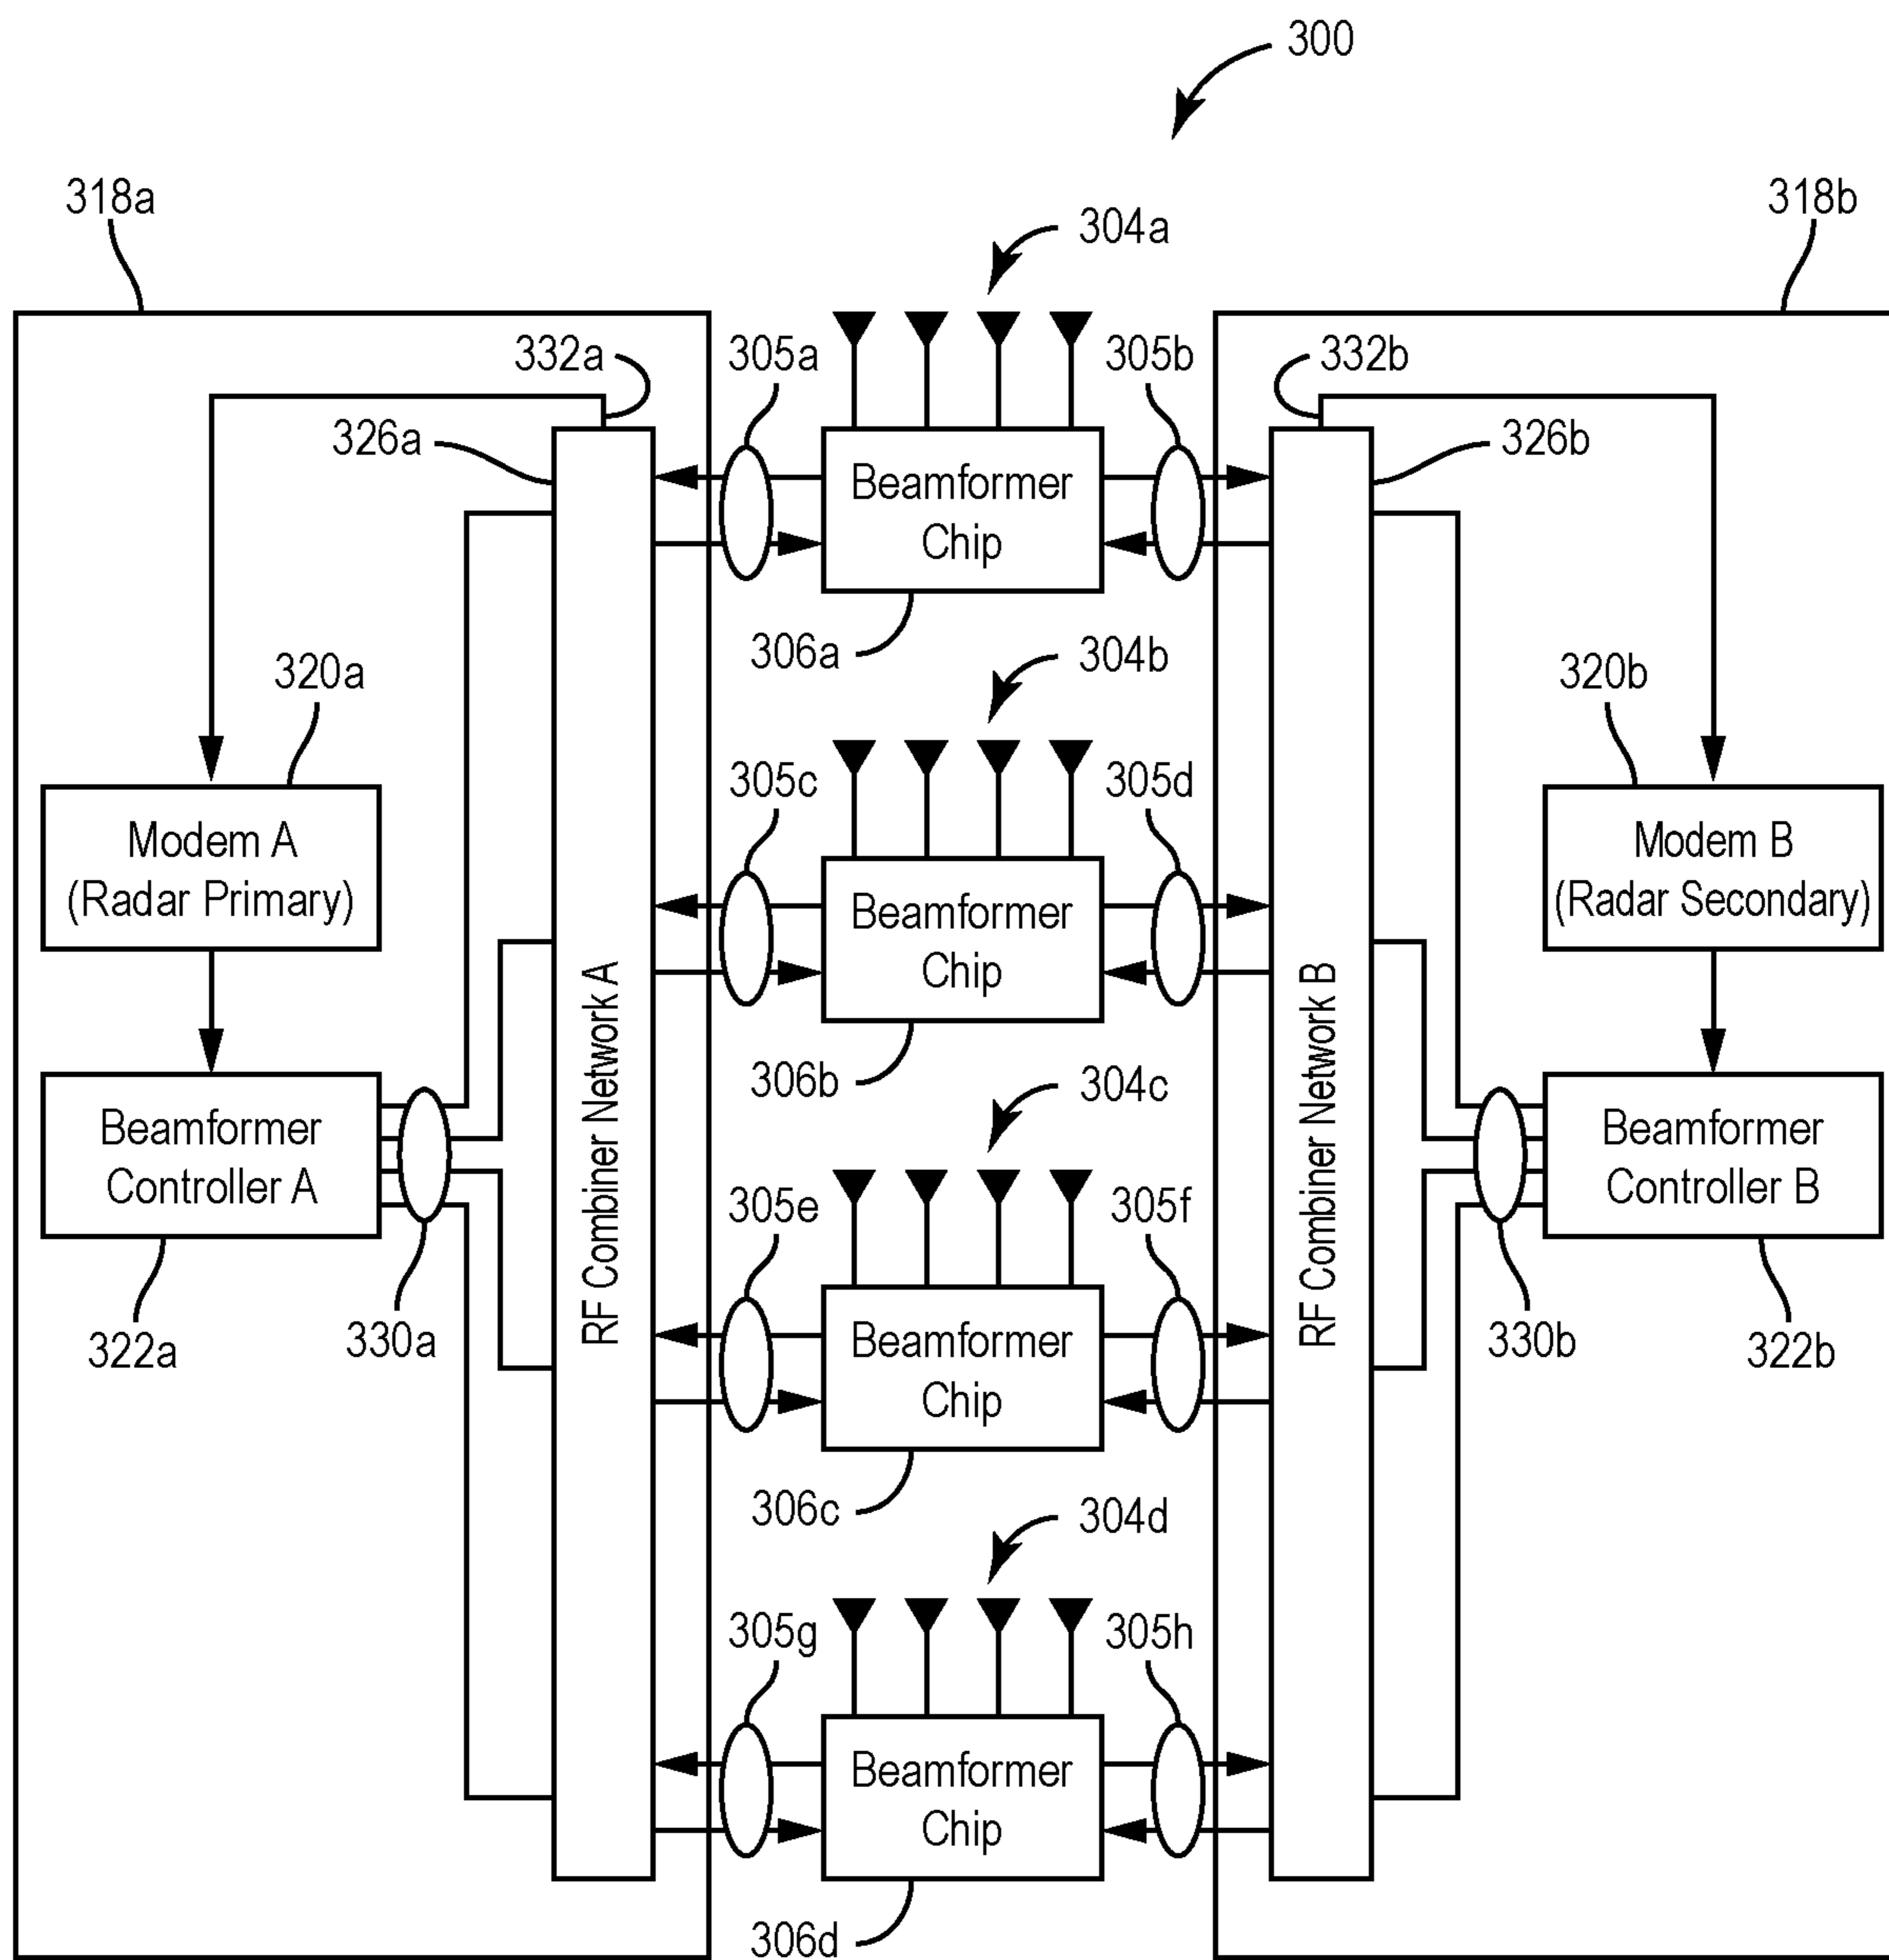 300
318a
318b
304a
332a
305a
305b
332b
326a
326b
Beamformer
Chip
306a
304b
320a
320b
305c
305d
Modem A
(Radar Primary)
Modem B
(Radar Secondary)
Beamformer
Chip
RF Combiner Network A
RF Combiner Network B
306b
304c
Beamformer
Controller A
Beamformer
Controller B
305e
305f
322a
330a
330b
322b
Beamformer
Chip
306c
304d
305g
305h
Beamformer
Chip
306d